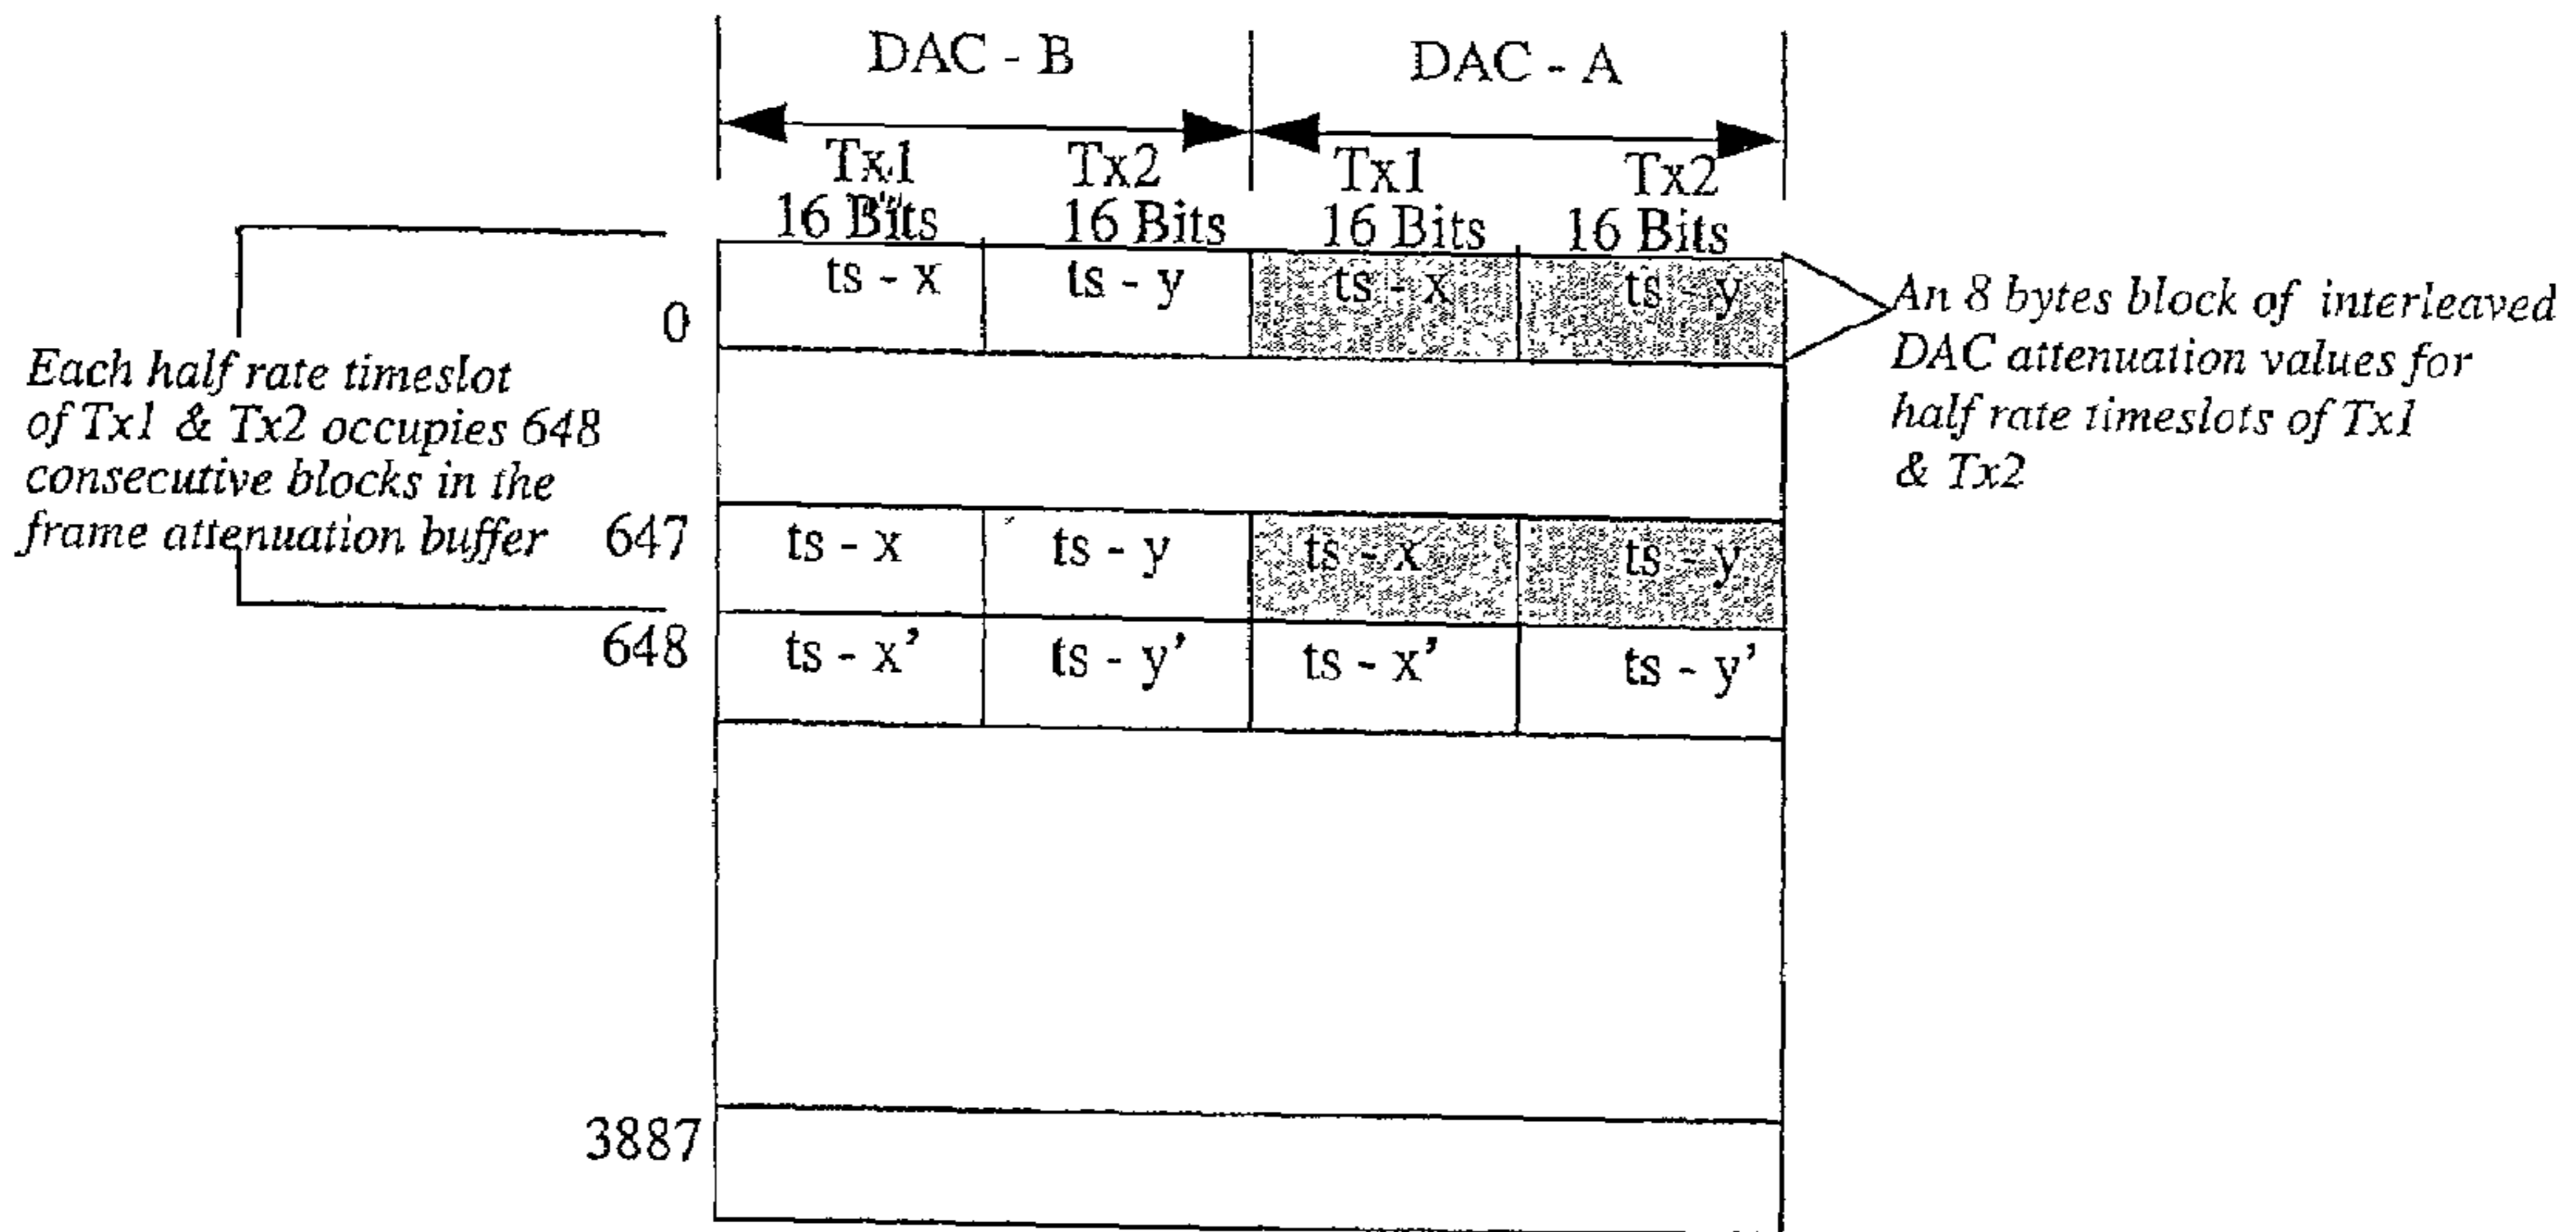 DAC - B DAC - A
Tx1 Tx2 Tx1 Tx2
16 Bits 16 Bits 16 Bits 16 Bits
ts - x ts - y ts - x ts - y
0
An 8 bytes block of interleaved
DAC attenuation values for
half rate timeslots of Tx1
& Tx2
Each half rate timeslot
of Tx1 & Tx2 occupies 648
consecutive blocks in the
frame attenuation buffer
647 ts - x ts - y ts - x ts - y
648 ts - x’ ts - y’ ts - x’ ts - y’
3887